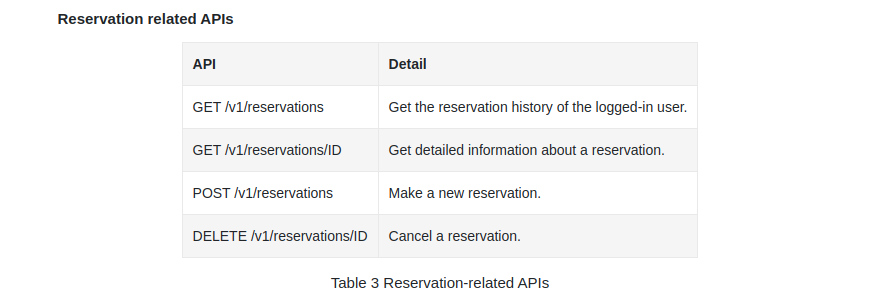 Reservation related APIs
API Detail
GET /v1/reservations Get the reservation history of the logged-in user.
GET /v1/reservations/ID Get detailed information about a reservation.
POST /v1/reservations Make a new reservation.
DELETE /v1/reservations/ID Cancel a reservation.
Table 3 Reservation-related APIs